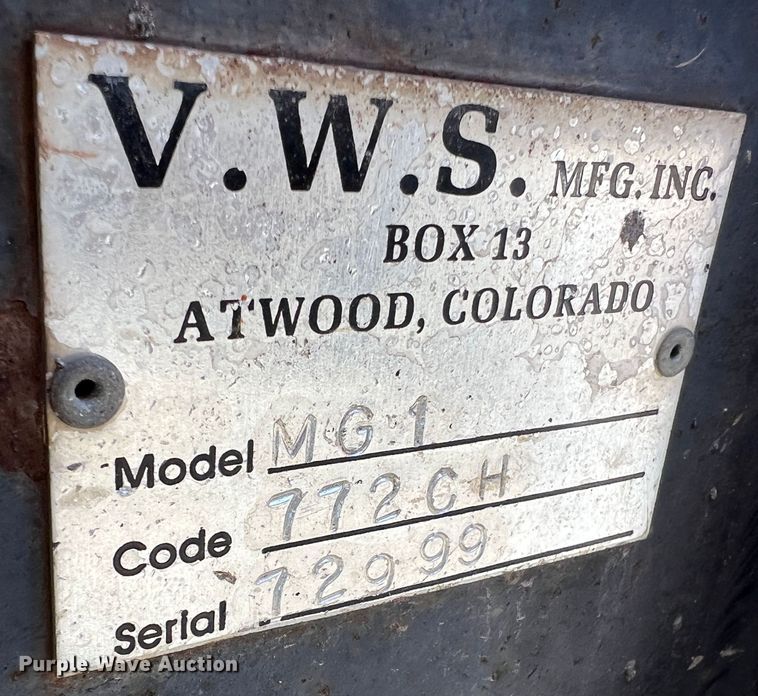 V.W.S. MFG. INC.
BOX 13
ATWOOD, COLORADO
Model MG1
Code 772CH
Serial 72999
Purple Wave Auction